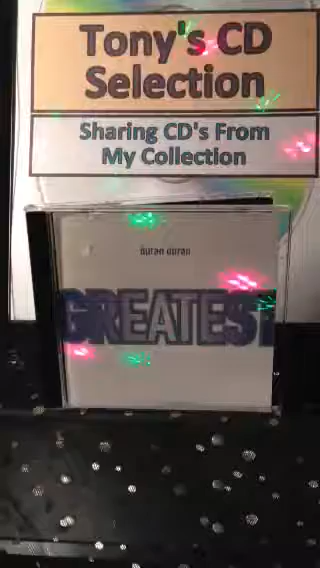 Tony's CD
Selection
Sharing CD's From
My Collection
duran duran
GREATEST